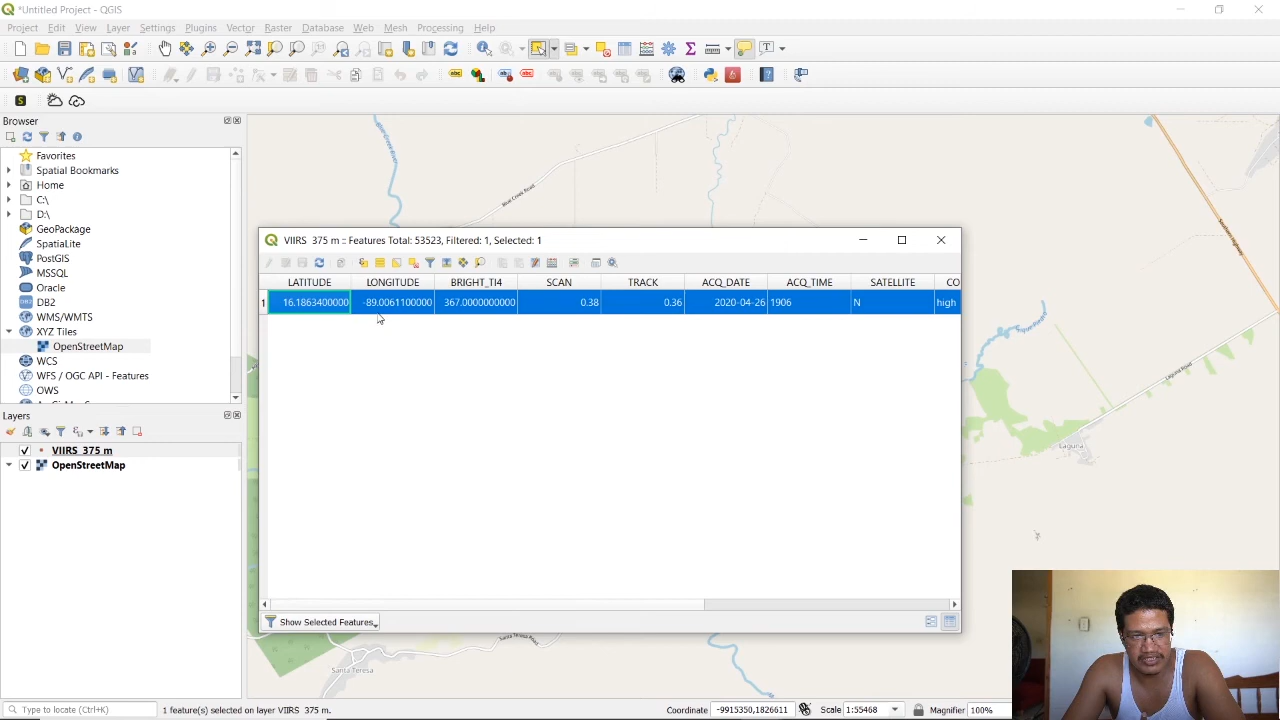 *Untitled Project — QGIS
Project Edit View Layer Settings Plugins Vector Raster Database Web Mesh Processing Help
Browser
Favorites
Spatial Bookmarks
Home
C:\
D:\
GeoPackage
SpatiaLite
PostGIS
MSSQL
Oracle
DB2
WMS/WMTS
XYZ Tiles
OpenStreetMap
WCS
WFS / OGC API - Features
OWS
Layers
VIIRS 375 m
OpenStreetMap
Blue Creek Road
VIIRS 375 m :: Features Total: 53523, Filtered: 1, Selected: 1
LATITUDE LONGITUDE BRIGHT_TI4 SCAN TRACK ACQ_DATE ACQ_TIME SATELLITE CO
1 16.1863400000 -89.0061100000 367.0000000000 0.38 0.36 2020-04-26 1906 N high
Show Selected Features
Laguna Road
Laguna
Santa Teresa
Type to locate (Ctrl+K) 1 feature(s) selected on layer VIIRS 375 m. Coordinate -9915350,1826611 Scale 1:55468 Magnifier 100%